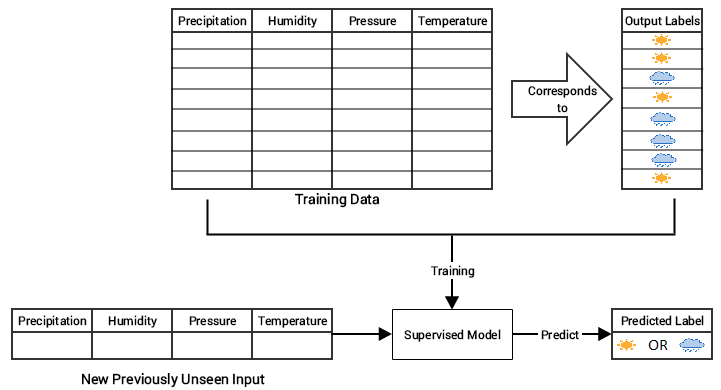 Precipitation Humidity Pressure Temperature
Output Labels
Corresponds
to
Training Data
Training
Precipitation Humidity Pressure Temperature
Supervised Model
Predict
Predicted Label
OR
New Previously Unseen Input